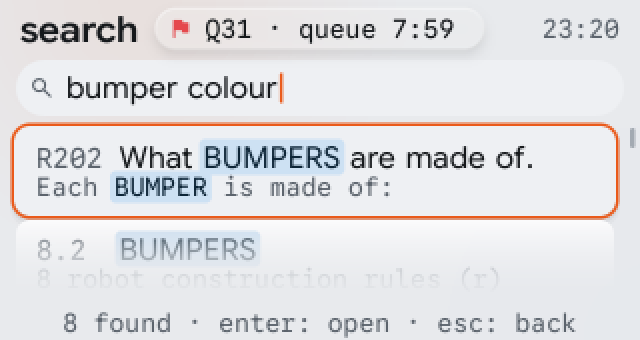 search
Q31 · queue 7:59
23:20
bumper colour
R202 What BUMPERS are made of.
Each BUMPER is made of:
8.2 BUMPERS
8 robot construction rules (r)
8 found · enter: open · esc: back